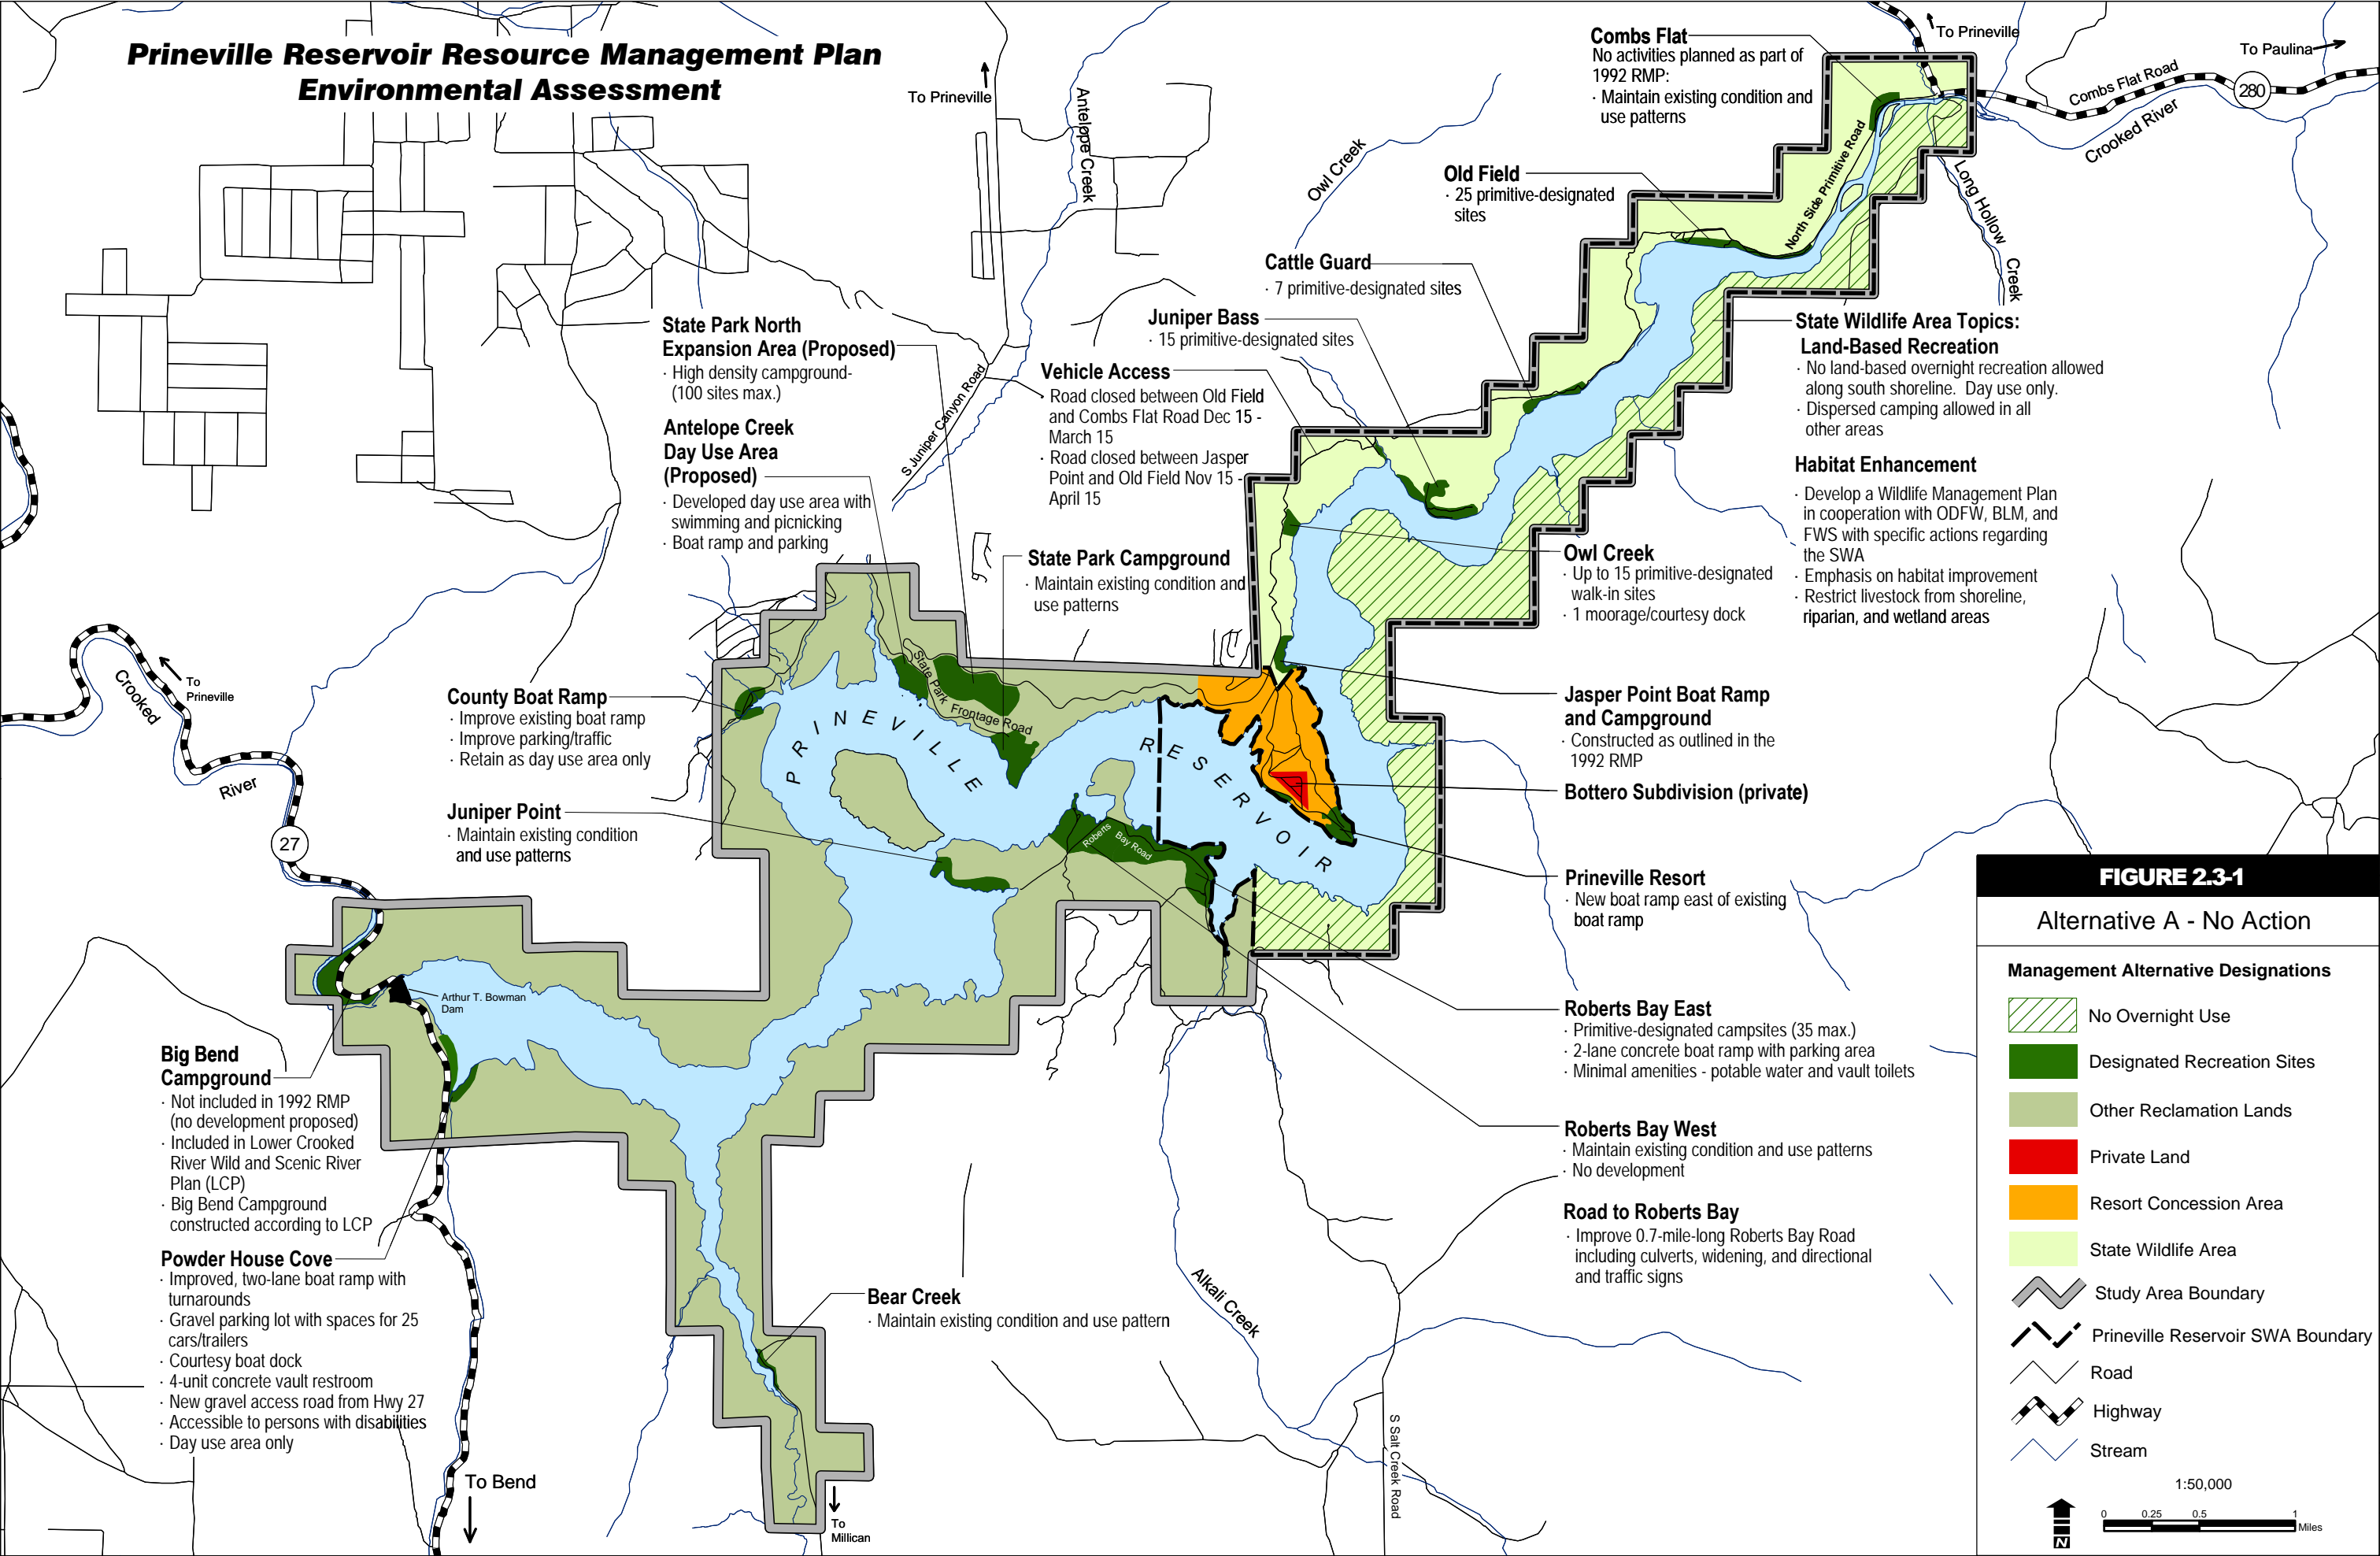 Prineville Reservoir Resource Management Plan
Environmental Assessment
To Prineville
Antelope Creek
Owl Creek
Combs Flat
No activities planned as part of
1992 RMP:
· Maintain existing condition and
use patterns
To Prineville
To Paulina
Combs Flat Road
280
Crooked River
North Side Primitive Road
Long Hollow
Creek
Old Field
· 25 primitive-designated
sites
Cattle Guard
· 7 primitive-designated sites
Juniper Bass
· 15 primitive-designated sites
Vehicle Access
· Road closed between Old Field
and Combs Flat Road Dec 15 -
March 15
· Road closed between Jasper
Point and Old Field Nov 15 -
April 15
S Juniper Canyon Road
State Park North
Expansion Area (Proposed)
· High density campground-
(100 sites max.)
Antelope Creek
Day Use Area
(Proposed)
· Developed day use area with
swimming and picnicking
· Boat ramp and parking
State Park Campground
· Maintain existing condition and
use patterns
State Wildlife Area Topics:
Land-Based Recreation
· No land-based overnight recreation allowed
along south shoreline. Day use only.
· Dispersed camping allowed in all
other areas
Habitat Enhancement
· Develop a Wildlife Management Plan
in cooperation with ODFW, BLM, and
FWS with specific actions regarding
the SWA
· Emphasis on habitat improvement
· Restrict livestock from shoreline,
riparian, and wetland areas
Owl Creek
· Up to 15 primitive-designated
walk-in sites
· 1 moorage/courtesy dock
Jasper Point Boat Ramp
and Campground
· Constructed as outlined in the
1992 RMP
Bottero Subdivision (private)
Prineville Resort
· New boat ramp east of existing
boat ramp
Roberts Bay East
· Primitive-designated campsites (35 max.)
· 2-lane concrete boat ramp with parking area
· Minimal amenities - potable water and vault toilets
Roberts Bay West
· Maintain existing condition and use patterns
· No development
Road to Roberts Bay
· Improve 0.7-mile-long Roberts Bay Road
including culverts, widening, and directional
and traffic signs
County Boat Ramp
· Improve existing boat ramp
· Improve parking/traffic
· Retain as day use area only
Juniper Point
· Maintain existing condition
and use patterns
State Park Frontage Road
PRINEVILLE
RESERVOIR
Roberts Bay Road
To
Prineville
Crooked
River
27
Arthur T. Bowman
Dam
Big Bend
Campground
· Not included in 1992 RMP
(no development proposed)
· Included in Lower Crooked
River Wild and Scenic River
Plan (LCP)
· Big Bend Campground
constructed according to LCP
Powder House Cove
· Improved, two-lane boat ramp with
turnarounds
· Gravel parking lot with spaces for 25
cars/trailers
· Courtesy boat dock
· 4-unit concrete vault restroom
· New gravel access road from Hwy 27
· Accessible to persons with disabilities
· Day use area only
To Bend
Bear Creek
· Maintain existing condition and use pattern
To
Millican
Alkali Creek
S Salt Creek Road
FIGURE 2.3-1
Alternative A - No Action
Management Alternative Designations
No Overnight Use
Designated Recreation Sites
Other Reclamation Lands
Private Land
Resort Concession Area
State Wildlife Area
Study Area Boundary
Prineville Reservoir SWA Boundary
Road
Highway
Stream
1:50,000
N
0 0.25 0.5 1
Miles